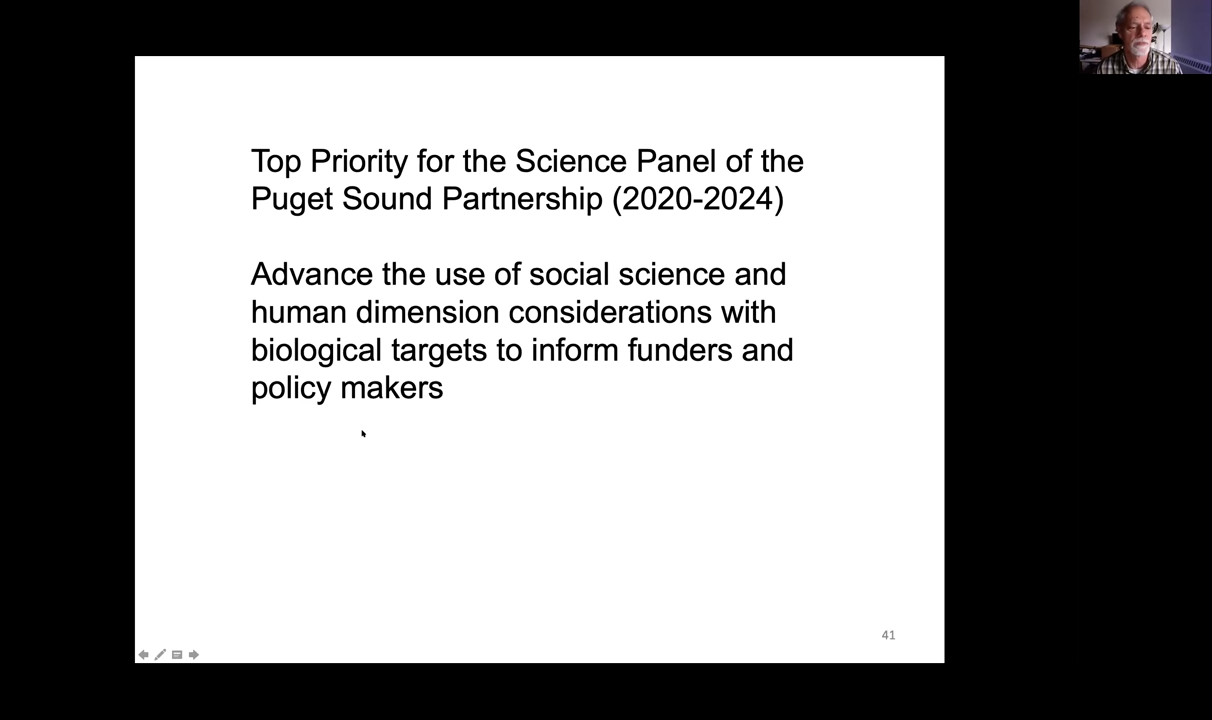 Top Priority for the Science Panel of the
Puget Sound Partnership (2020-2024)
Advance the use of social science and
human dimension considerations with
biological targets to inform funders and
policy makers
41